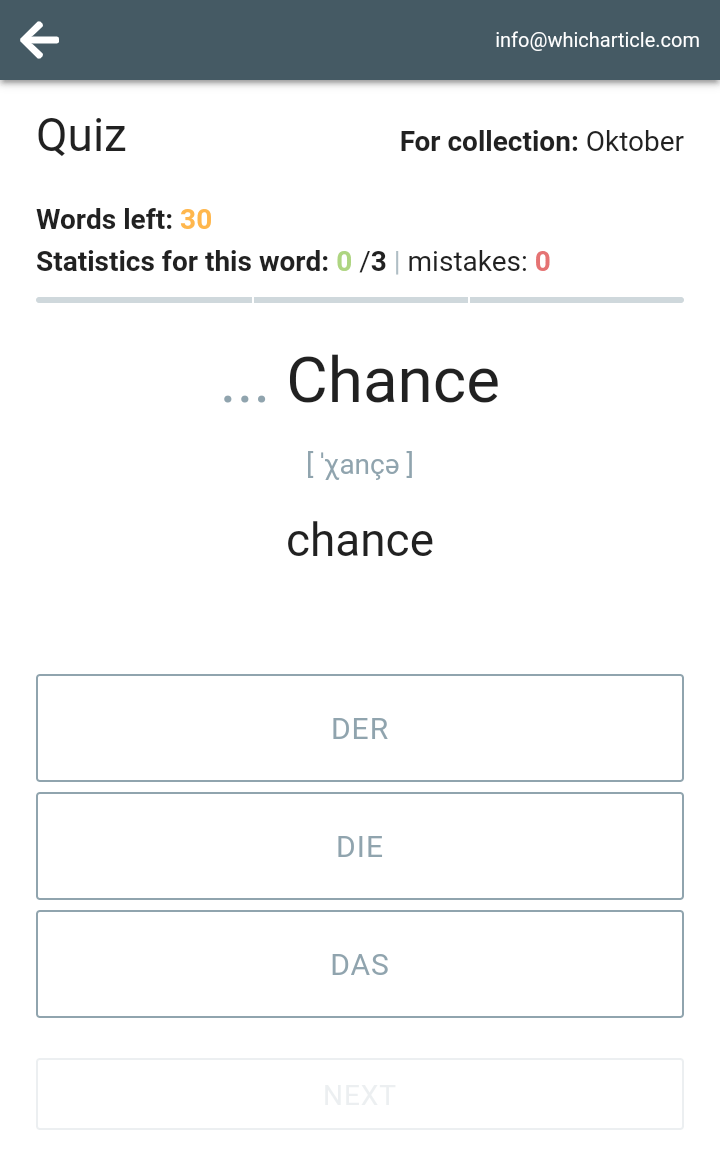 info@whicharticle.com
Quiz
For collection: Oktober
Words left: 30
Statistics for this word: 0 /3 | mistakes: 0
... Chance
[ ˈχançə ]
chance
DER
DIE
DAS
NEXT